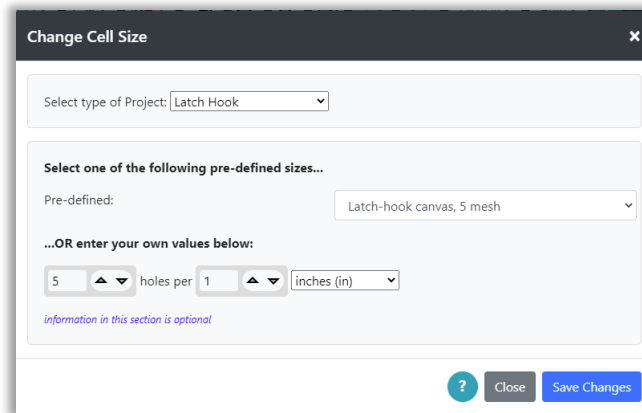 Change Cell Size ×
Select type of Project: Latch Hook
Select one of the following pre-defined sizes...
Pre-defined: Latch-hook canvas, 5 mesh
...OR enter your own values below:
5 holes per 1 inches (in)
information in this section is optional
? Close Save Changes